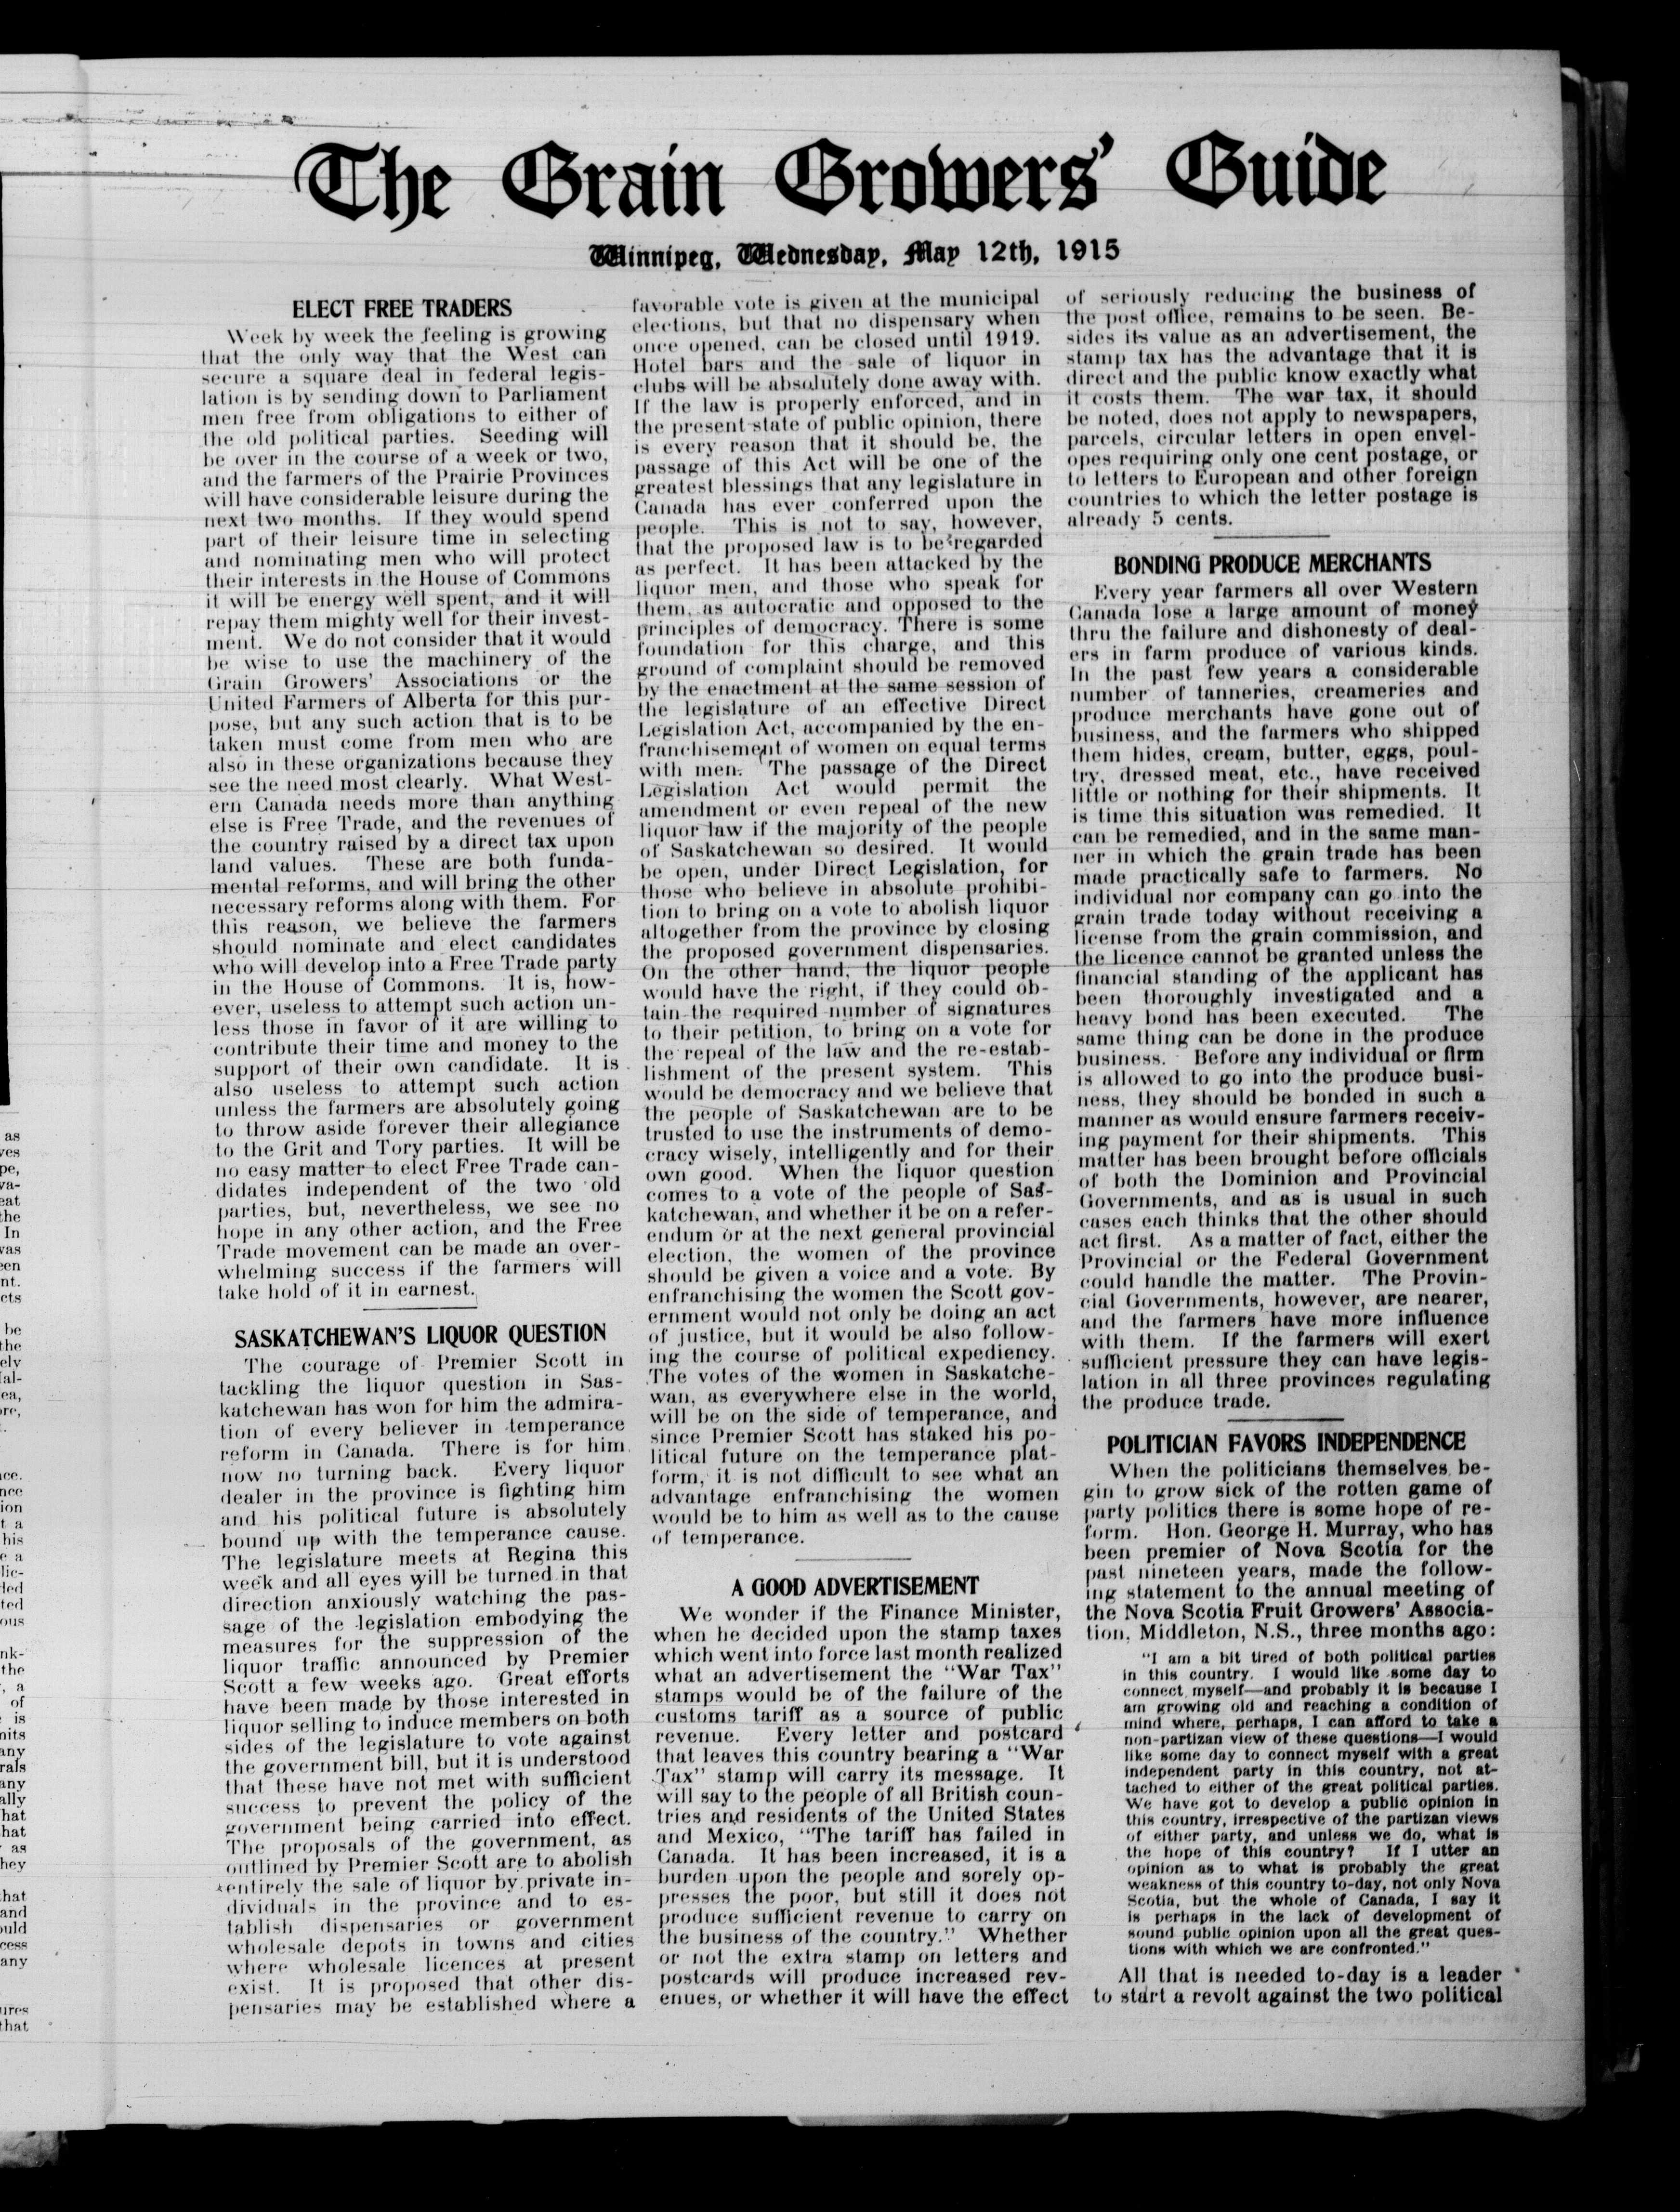 The Grain Growers' Guide
Winnipeg, Wednesday, May 12th, 1915
ELECT FREE TRADERS
Week by week the feeling is growing
that the only way that the West can
secure a square deal in federal legis-
lation is by sending down to Parliament
men free from obligations to either of
the old political parties. Seeding will
be over in the course of a week or two,
and the farmers of the Prairie Provinces
will have considerable leisure during the
next two months. If they would spend
part of their leisure time in selecting
and nominating men who will protect
their interests in the House of Commons
it will be energy well spent, and it will
repay them mighty well for their invest-
ment. We do not consider that it would
be wise to use the machinery of the
Grain Growers' Associations or the
United Farmers of Alberta for this pur-
pose, but any such action that is to be
taken must come from men who are
also in these organizations because they
see the need most clearly. What West-
ern Canada needs more than anything
else is Free Trade, and the revenues of
the country raised by a direct tax upon
land values. These are both funda-
mental reforms, and will bring the other
necessary reforms along with them. For
this reason, we believe the farmers
should nominate and elect candidates
who will develop into a Free Trade party
in the House of Commons. It is, how-
ever, useless to attempt such action un-
less those in favor of it are willing to
contribute their time and money to the
support of their own candidate. It is
also useless to attempt such action
unless the farmers are absolutely going
to throw aside forever their allegiance
to the Grit and Tory parties. It will be
no easy matter to elect Free Trade can-
didates independent of the two old
parties, but, nevertheless, we see no
hope in any other action, and the Free
Trade movement can be made an over-
whelming success if the farmers will
take hold of it in earnest.
SASKATCHEWAN'S LIQUOR QUESTION
The courage of Premier Scott in
tackling the liquor question in Sas-
katchewan has won for him the admira-
tion of every believer in temperance
reform in Canada. There is for him
now no turning back. Every liquor
dealer in the province is fighting him
and his political future is absolutely
bound up with the temperance cause.
The legislature meets at Regina this
week and all eyes will be turned in that
direction anxiously watching the pas-
sage of the legislation embodying the
measures for the suppression of the
liquor traffic announced by Premier
Scott a few weeks ago. Great efforts
have been made by those interested in
liquor selling to induce members on both
sides of the legislature to vote against
the government bill, but it is understood
that these have not met with sufficient
success to prevent the policy of the
government being carried into effect.
The proposals of the government, as
outlined by Premier Scott are to abolish
entirely the sale of liquor by private in-
dividuals in the province and to es-
tablish dispensaries or government
wholesale depots in towns and cities
where wholesale licences at present
exist. It is proposed that other dis-
pensaries may be established where a
favorable vote is given at the municipal
elections, but that no dispensary when
once opened, can be closed until 1919.
Hotel bars and the sale of liquor in
clubs will be absolutely done away with.
If the law is properly enforced, and in
the present state of public opinion, there
is every reason that it should be, the
passage of this Act will be one of the
greatest blessings that any legislature in
Canada has ever conferred upon the
people. This is not to say, however,
that the proposed law is to be regarded
as perfect. It has been attacked by the
liquor men, and those who speak for
them, as autocratic and opposed to the
principles of democracy. There is some
foundation for this charge, and this
ground of complaint should be removed
by the enactment at the same session of
the legislature of an effective Direct
Legislation Act, accompanied by the en-
franchisement of women on equal terms
with men. The passage of the Direct
Legislation Act would permit the
amendment or even repeal of the new
liquor law if the majority of the people
of Saskatchewan so desired. It would
be open, under Direct Legislation, for
those who believe in absolute prohibi-
tion to bring on a vote to abolish liquor
altogether from the province by closing
the proposed government dispensaries.
On the other hand, the liquor people
would have the right, if they could ob-
tain the required number of signatures
to their petition, to bring on a vote for
the repeal of the law and the re-estab-
lishment of the present system. This
would be democracy and we believe that
the people of Saskatchewan are to be
trusted to use the instruments of demo-
cracy wisely, intelligently and for their
own good. When the liquor question
comes to a vote of the people of Sas-
katchewan, and whether it be on a refer-
endum or at the next general provincial
election, the women of the province
should be given a voice and a vote. By
enfranchising the women the Scott gov-
ernment would not only be doing an act
of justice, but it would be also follow-
ing the course of political expediency.
The votes of the women in Saskatche-
wan, as everywhere else in the world,
will be on the side of temperance, and
since Premier Scott has staked his po-
litical future on the temperance plat-
form, it is not difficult to see what an
advantage enfranchising the women
would be to him as well as to the cause
of temperance.
A GOOD ADVERTISEMENT
We wonder if the Finance Minister,
when he decided upon the stamp taxes
which went into force last month realized
what an advertisement the "War Tax"
stamps would be of the failure of the
customs tariff as a source of public
revenue. Every letter and postcard
that leaves this country bearing a "War
Tax" stamp will carry its message. It
will say to the people of all British coun-
tries and residents of the United States
and Mexico, "The tariff has failed in
Canada. It has been increased, it is a
burden upon the people and sorely op-
presses the poor, but still it does not
produce sufficient revenue to carry on
the business of the country." Whether
or not the extra stamp on letters and
postcards will produce increased rev-
enues, or whether it will have the effect
of seriously reducing the business of
the post office, remains to be seen. Be-
sides its value as an advertisement, the
stamp tax has the advantage that it is
direct and the public know exactly what
it costs them. The war tax, it should
be noted, does not apply to newspapers,
parcels, circular letters in open envel-
opes requiring only one cent postage, or
to letters to European and other foreign
countries to which the letter postage is
already 5 cents.
BONDING PRODUCE MERCHANTS
Every year farmers all over Western
Canada lose a large amount of money
thru the failure and dishonesty of deal-
ers in farm produce of various kinds.
In the past few years a considerable
number of tanneries, creameries and
produce merchants have gone out of
business, and the farmers who shipped
them hides, cream, butter, eggs, poul-
try, dressed meat, etc., have received
little or nothing for their shipments. It
is time this situation was remedied. It
can be remedied, and in the same man-
ner in which the grain trade has been
made practically safe to farmers. No
individual nor company can go into the
grain trade today without receiving a
license from the grain commission, and
the licence cannot be granted unless the
financial standing of the applicant has
been thoroughly investigated and a
heavy bond has been executed. The
same thing can be done in the produce
business. Before any individual or firm
is allowed to go into the produce busi-
ness, they should be bonded in such a
manner as would ensure farmers receiv-
ing payment for their shipments. This
matter has been brought before officials
of both the Dominion and Provincial
Governments, and as is usual in such
cases each thinks that the other should
act first. As a matter of fact, either the
Provincial or the Federal Government
could handle the matter. The Provin-
cial Governments, however, are nearer,
and the farmers have more influence
with them. If the farmers will exert
sufficient pressure they can have legis-
lation in all three provinces regulating
the produce trade.
POLITICIAN FAVORS INDEPENDENCE
When the politicians themselves be-
gin to grow sick of the rotten game of
party politics there is some hope of re-
form. Hon. George H. Murray, who has
been premier of Nova Scotia for the
past nineteen years, made the follow-
ing statement to the annual meeting of
the Nova Scotia Fruit Growers' Associa-
tion, Middleton, N.S., three months ago:
"I am a bit tired of both political parties
in this country. I would like some day to
connect myself—and probably it is because I
am growing old and reaching a condition of
mind where, perhaps, I can afford to take a
non-partizan view of these questions—I would
like some day to connect myself with a great
independent party in this country, not at-
tached to either of the great political parties.
We have got to develop a public opinion in
this country, irrespective of the partizan views
of either party, and unless we do, what is
the hope of this country? If I utter an
opinion as to what is probably the great
weakness of this country to-day, not only Nova
Scotia, but the whole of Canada, I say it
is perhaps in the lack of development of
sound public opinion upon all the great ques-
tions with which we are confronted."
All that is needed to-day is a leader
to start a revolt against the two political